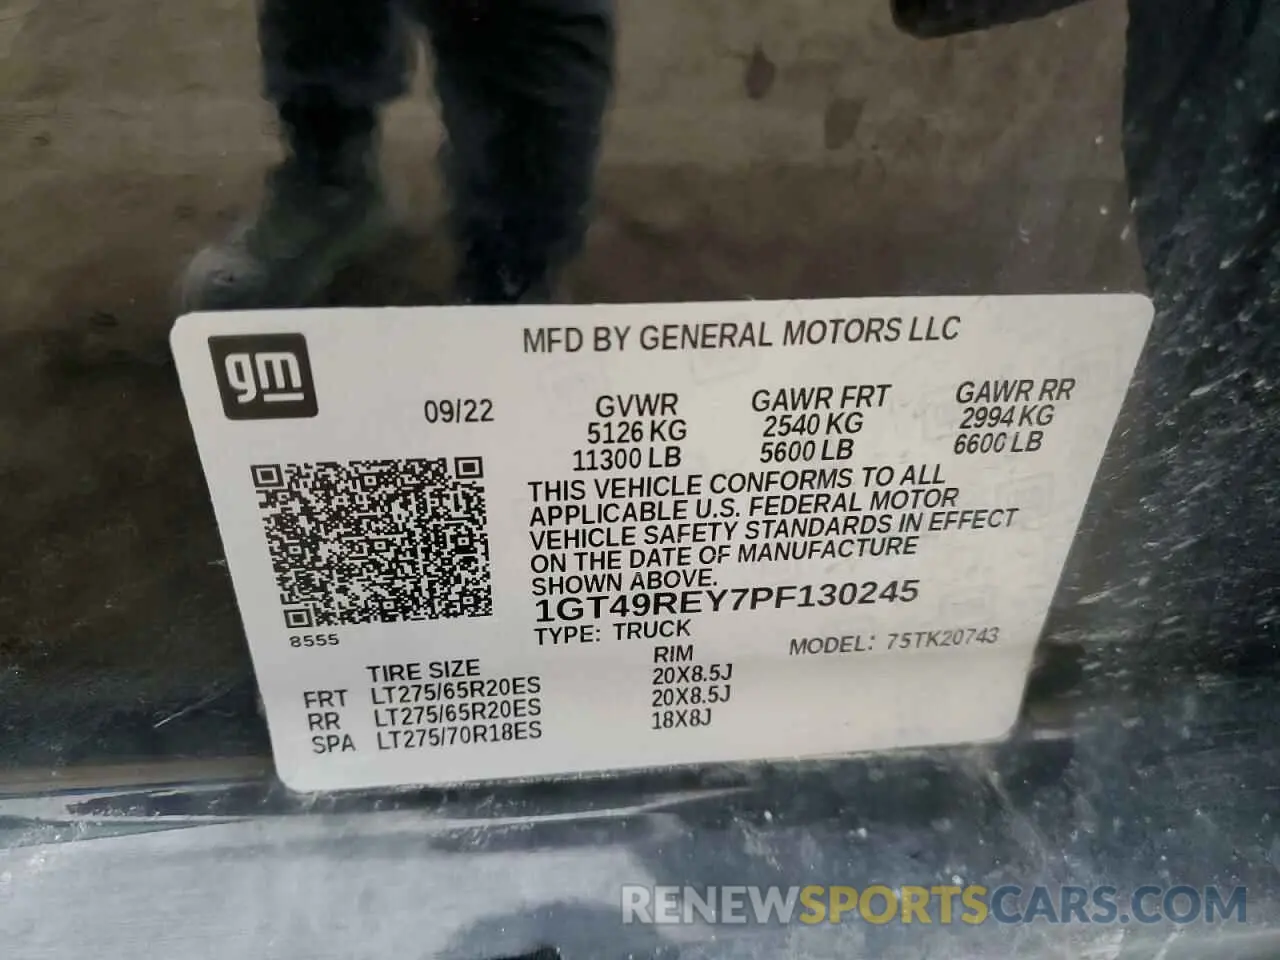 MFD BY GENERAL MOTORS LLC
gm
09/22
GVWR GAWR FRT GAWR RR
5126 KG 2540 KG 2994 KG
11300 LB 5600 LB 6600 LB
THIS VEHICLE CONFORMS TO ALL
APPLICABLE U.S. FEDERAL MOTOR
VEHICLE SAFETY STANDARDS IN EFFECT
ON THE DATE OF MANUFACTURE
SHOWN ABOVE.
1GT49REY7PF130245
8555
TYPE: TRUCK MODEL: 75TK20743
TIRE SIZE RIM
FRT LT275/65R20ES 20X8.5J
RR LT275/65R20ES 20X8.5J
SPA LT275/70R18ES 18X8J
RENEWSPORTSCARS.COM